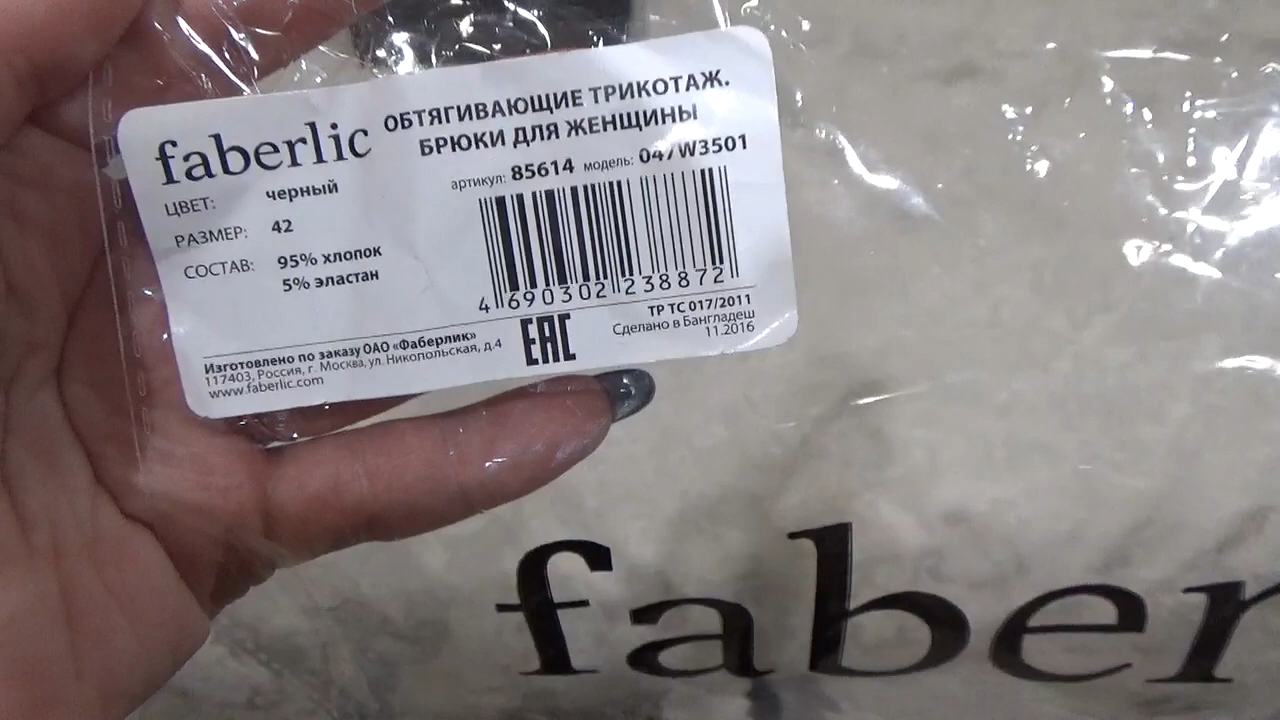 faberlic
ОБТЯГИВАЮЩИЕ ТРИКОТАЖ.
БРЮКИ ДЛЯ ЖЕНЩИНЫ
артикул: 85614 модель: 047W3501
ЦВЕТ: черный
РАЗМЕР: 42
СОСТАВ: 95% хлопок
5% эластан
4 690302 238872
Изготовлено по заказу ОАО «Фаберлик»
117403, Россия, г. Москва, ул. Никопольская, д.4
www.faberlic.com
EAC
ТР ТС 017/2011
Сделано в Бангладеш
11.2016
faber